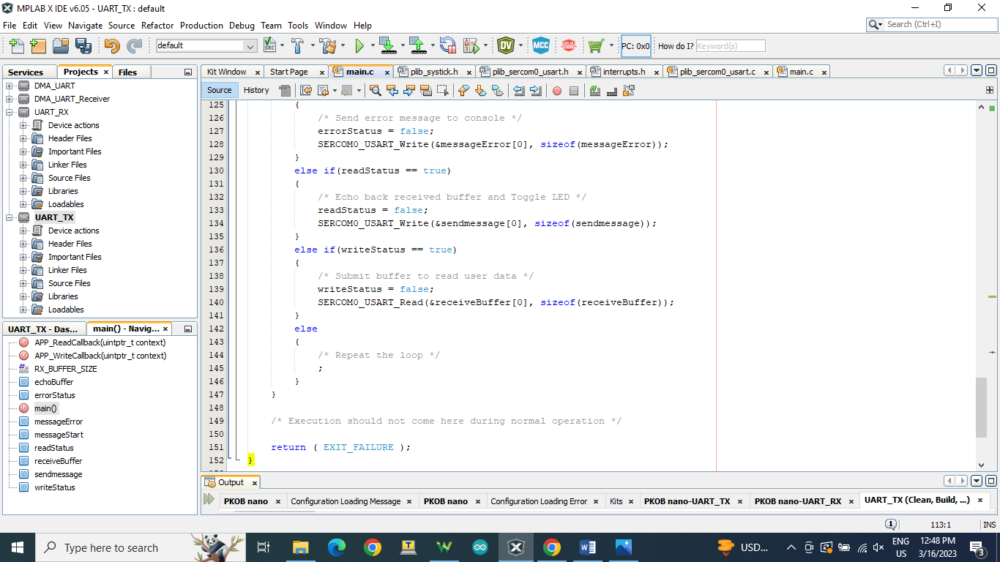 MPLAB X IDE v6.05 - UART_TX : default
File Edit View Navigate Source Refactor Production Debug Team Tools Window Help
Search (Ctrl+I)
default
PC: 0x0
How do I? Keyword(s)
Services Projects Files
DMA_UART
DMA_UART_Receiver
UART_RX
Device actions
Header Files
Important Files
Linker Files
Source Files
Libraries
Loadables
UART_TX
Device actions
Header Files
Important Files
Linker Files
Source Files
Libraries
Loadables
UART_TX - Das... main() - Navig...
APP_ReadCallback(uintptr_t context)
APP_WriteCallback(uintptr_t context)
RX_BUFFER_SIZE
echoBuffer
errorStatus
main()
messageError
messageStart
readStatus
receiveBuffer
sendmessage
writeStatus
Kit Window Start Page main.c plib_systick.h plib_sercom0_usart.h interrupts.h plib_sercom0_usart.c main.c
Source History
125 {
126 /* Send error message to console */
127 errorStatus = false;
128 SERCOM0_USART_Write(&messageError[0], sizeof(messageError));
129 }
130 else if(readStatus == true)
131 {
132 /* Echo back received buffer and Toggle LED */
133 readStatus = false;
134 SERCOM0_USART_Write(&sendmessage[0], sizeof(sendmessage));
135 }
136 else if(writeStatus == true)
137 {
138 /* Submit buffer to read user data */
139 writeStatus = false;
140 SERCOM0_USART_Read(&receiveBuffer[0], sizeof(receiveBuffer));
141 }
142 else
143 {
144 /* Repeat the loop */
145 ;
146 }
147 }
148
149 /* Execution should not come here during normal operation */
150
151 return ( EXIT_FAILURE );
152 }
Output
PKOB nano Configuration Loading Message PKOB nano Configuration Loading Error Kits PKOB nano-UART_TX PKOB nano-UART_RX UART_TX (Clean, Build, ...)
1 113:1 INS
Type here to search
USD...
ENG
US
12:48 PM
3/16/2023
3